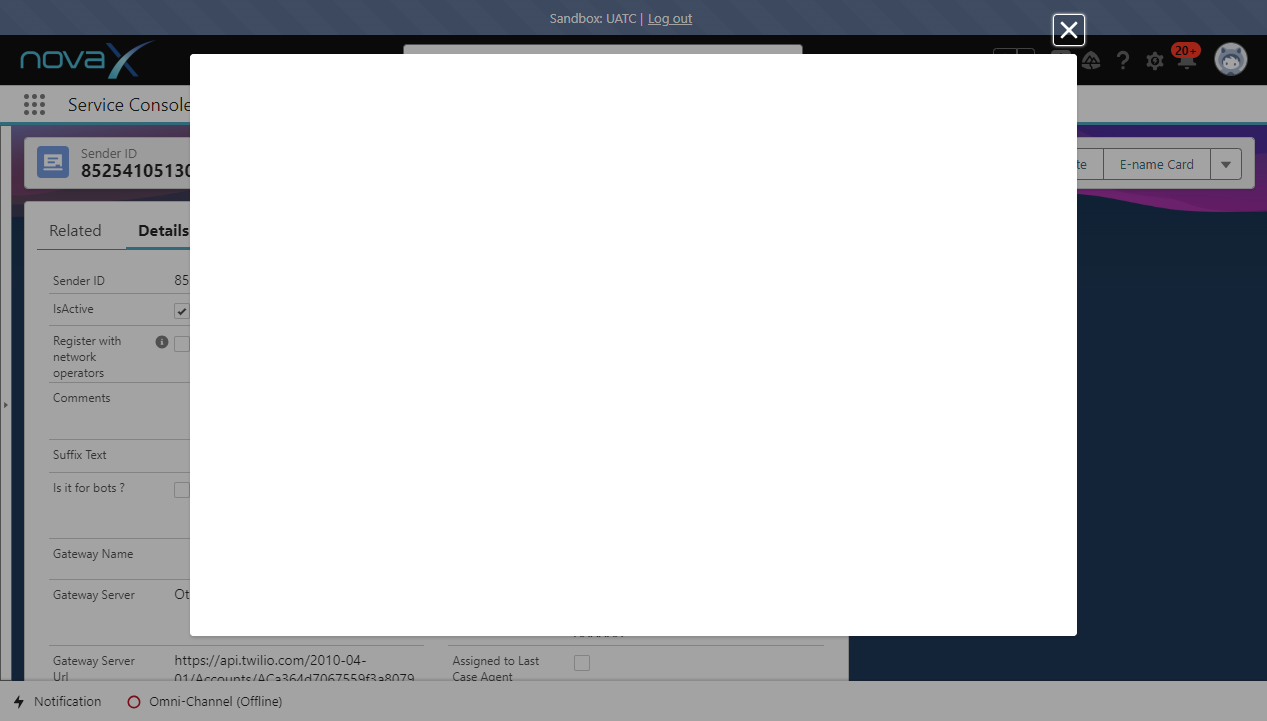 Sandbox: UATC | Log out
novaX
20+
Service Console
Sender ID
85254105130
E-name Card
Related
Details
Sender ID
85
IsActive
Register with
network
operators
Comments
Suffix Text
Is it for bots ?
Gateway Name
Gateway Server
Ot
Gateway Server
Url
https://api.twilio.com/2010-04-
01/Accounts/ACa364d7067559f3a8079
Assigned to Last
Case Agent
Notification
Omni-Channel (Offline)